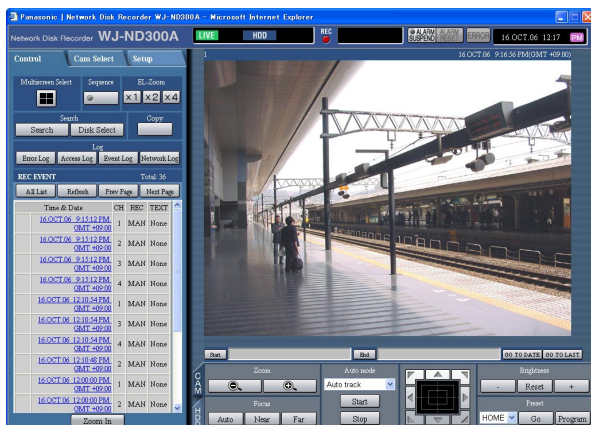 Panasonic | Network Disk Recorder WJ-ND300A - Microsoft Internet Explorer
Network Disk Recorder WJ-ND300A
LIVE HDD REC ALARM SUSPEND ALARM RESET ERROR 16.OCT.06 12:17 PM
Control Cam Select Setup
1 16.OCT.06 9:16:56 PM(GMT +09:00)
Multiscreen Select Sequence EL-Zoom
x1 x2 x4
Search Copy
Search Disk Select
Log
Error Log Access Log Event Log Network Log
REC EVENT Total: 36
All List Refresh Prev Page Next Page
Time & Date CH REC TEXT
16.OCT.06 9:15:12 PM GMT +09:00 1 MAN None
16.OCT.06 9:15:12 PM GMT +09:00 2 MAN None
16.OCT.06 9:15:12 PM GMT +09:00 3 MAN None
16.OCT.06 9:15:12 PM GMT +09:00 4 MAN None
16.OCT.06 12:10:54 PM GMT +09:00 1 MAN None
16.OCT.06 12:10:54 PM GMT +09:00 3 MAN None
16.OCT.06 12:10:54 PM GMT +09:00 4 MAN None
16.OCT.06 12:10:48 PM GMT +09:00 2 MAN None
16.OCT.06 12:00:00 PM GMT +09:00 1 MAN None
16.OCT.06 12:00:00 PM GMT +09:00 2 MAN None
Zoom In
Start End GO TO DATE GO TO LAST
CAM
HDD
Zoom
Focus
Auto Near Far
Auto mode
Auto track
Start
Stop
Brightness
- Reset +
Preset
HOME Go Program